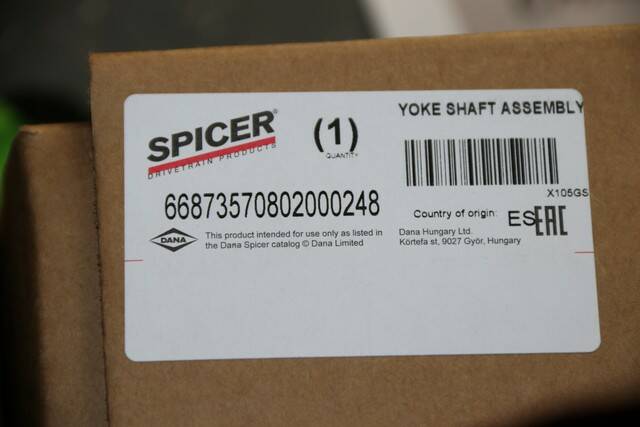 SPICER®
DRIVETRAIN PRODUCTS
(1)
QUANTITY
YOKE SHAFT ASSEMBLY
X105GS
66873570802000248
Country of origin: ES
EAC
DANA
This product intended for use only as listed in
the Dana Spicer catalog © Dana Limited
Dana Hungary Ltd.
Körtefa st, 9027 Györ, Hungary